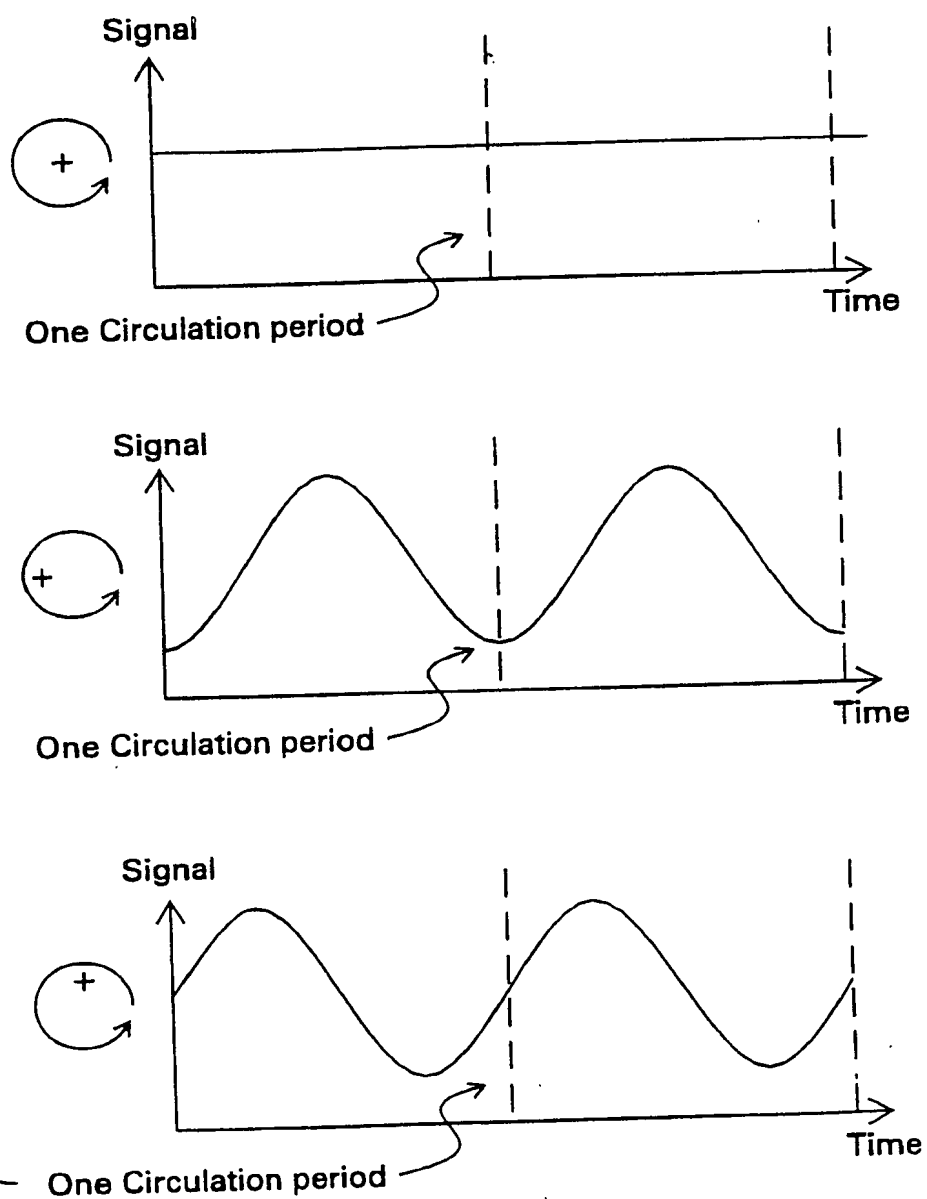 Signal
+
Time
One Circulation period
Signal
+
Time
One Circulation period
Signal
+
Time
One Circulation period